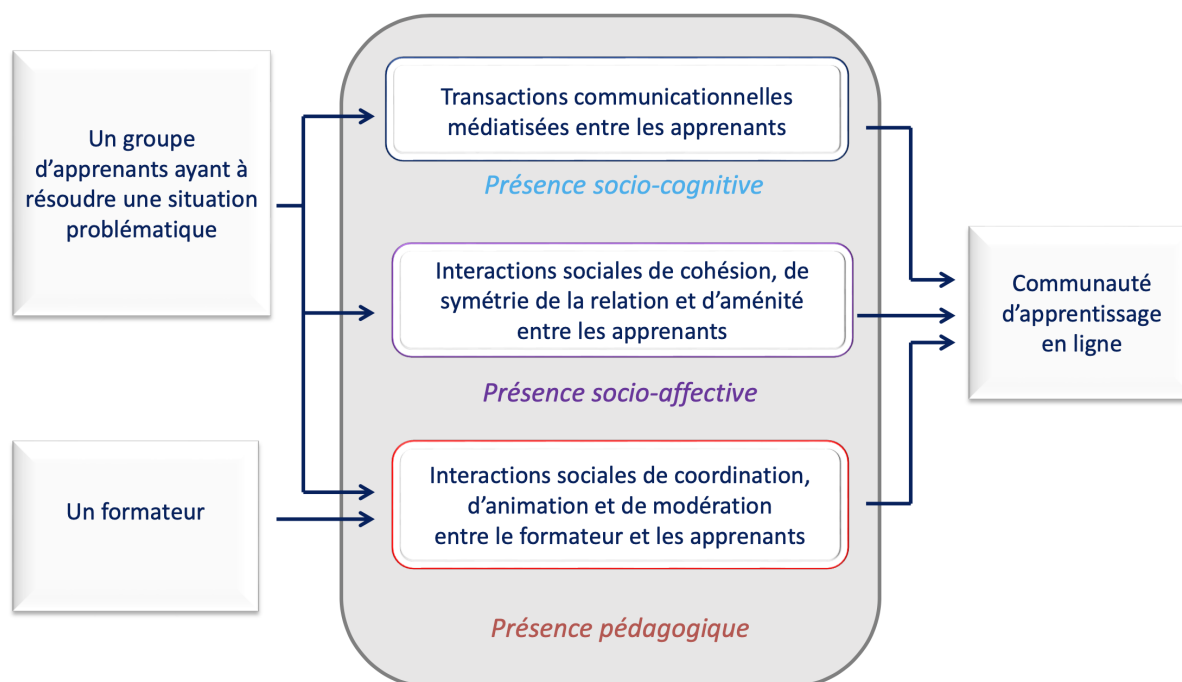 Un groupe
d’apprenants ayant à
résoudre une situation
problématique
Un formateur
Transactions communicationnelles
médiatisées entre les apprenants
Présence socio-cognitive
Interactions sociales de cohésion, de
symétrie de la relation et d’aménité
entre les apprenants
Présence socio-affective
Interactions sociales de coordination,
d’animation et de modération
entre le formateur et les apprenants
Présence pédagogique
Communauté
d’apprentissage
en ligne